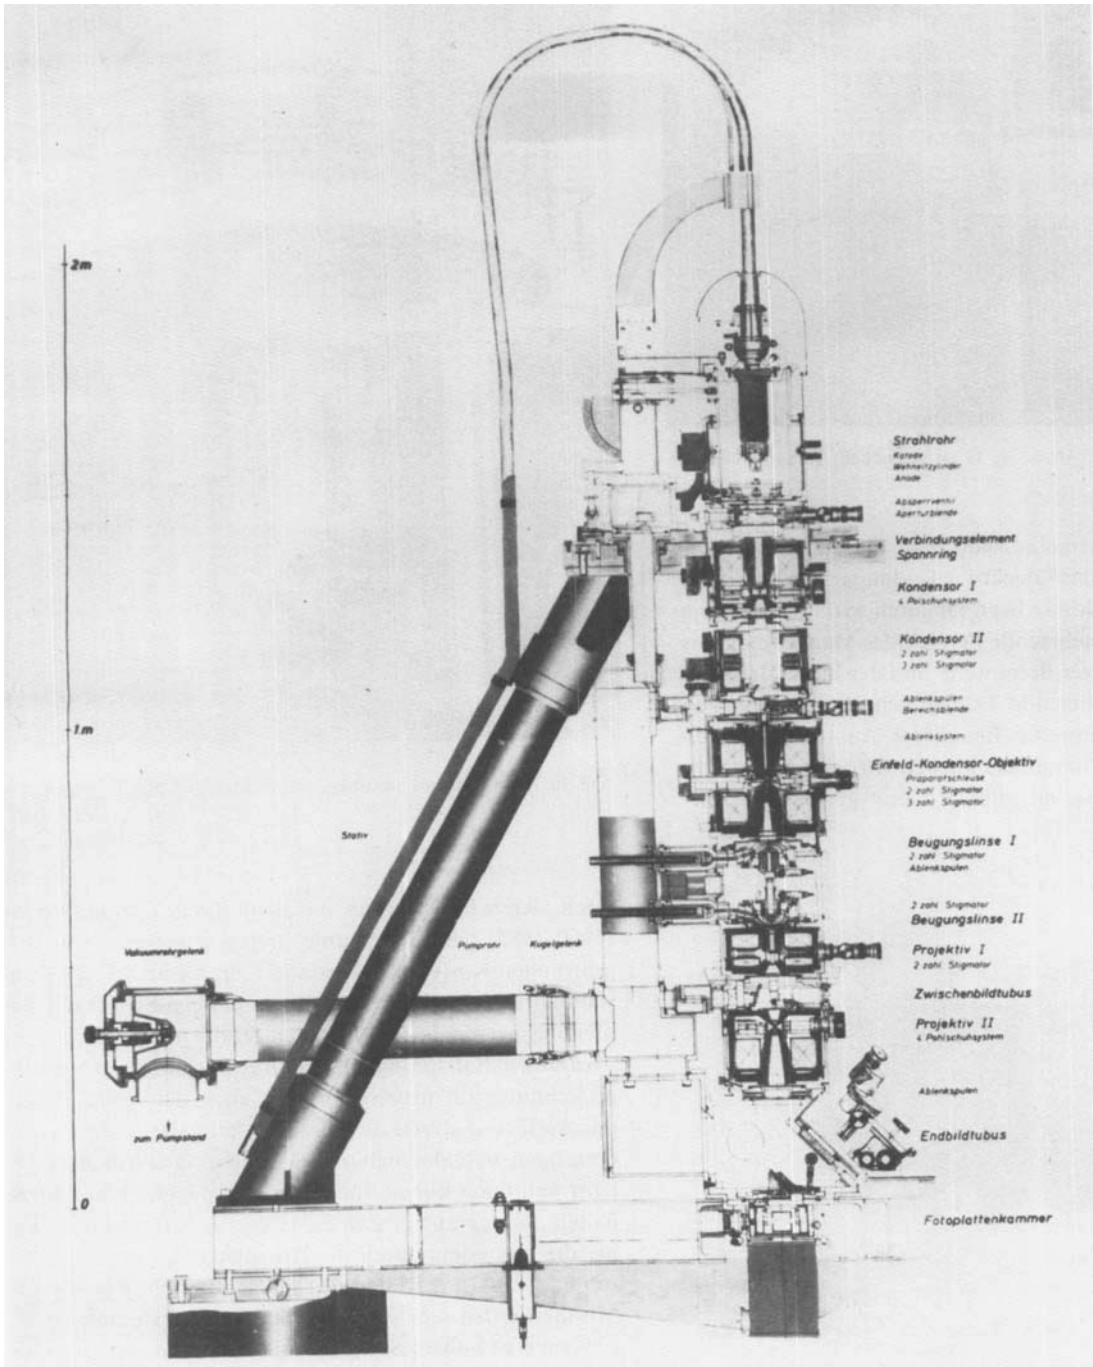 2m
1m
0
Strahlrohr
Katode
Wehneltzylinder
Anode
Absperrventil
Aperturblende
Verbindungselement
Spannring
Kondensor I
4 Polschuhsystem
Kondensor II
2 zähl. Stigmator
3 zähl. Stigmator
Ablenkspulen
Bereichsblende
Ablenksystem
Einfeld-Kondensor-Objektiv
Präparatschleuse
2 zähl. Stigmator
3 zähl. Stigmator
Beugungslinse I
2 zähl. Stigmator
Ablenkspulen
2 zähl. Stigmator
Beugungslinse II
Projektiv I
2 zähl. Stigmator
Zwischenbildtubus
Projektiv II
4 Pohlschuhsystem
Ablenkspulen
Endbildtubus
Fotoplattenkammer
Stativ
Vakuumrohrgelenk
Pumprohr
Kugelgelenk
zum Pumpstand